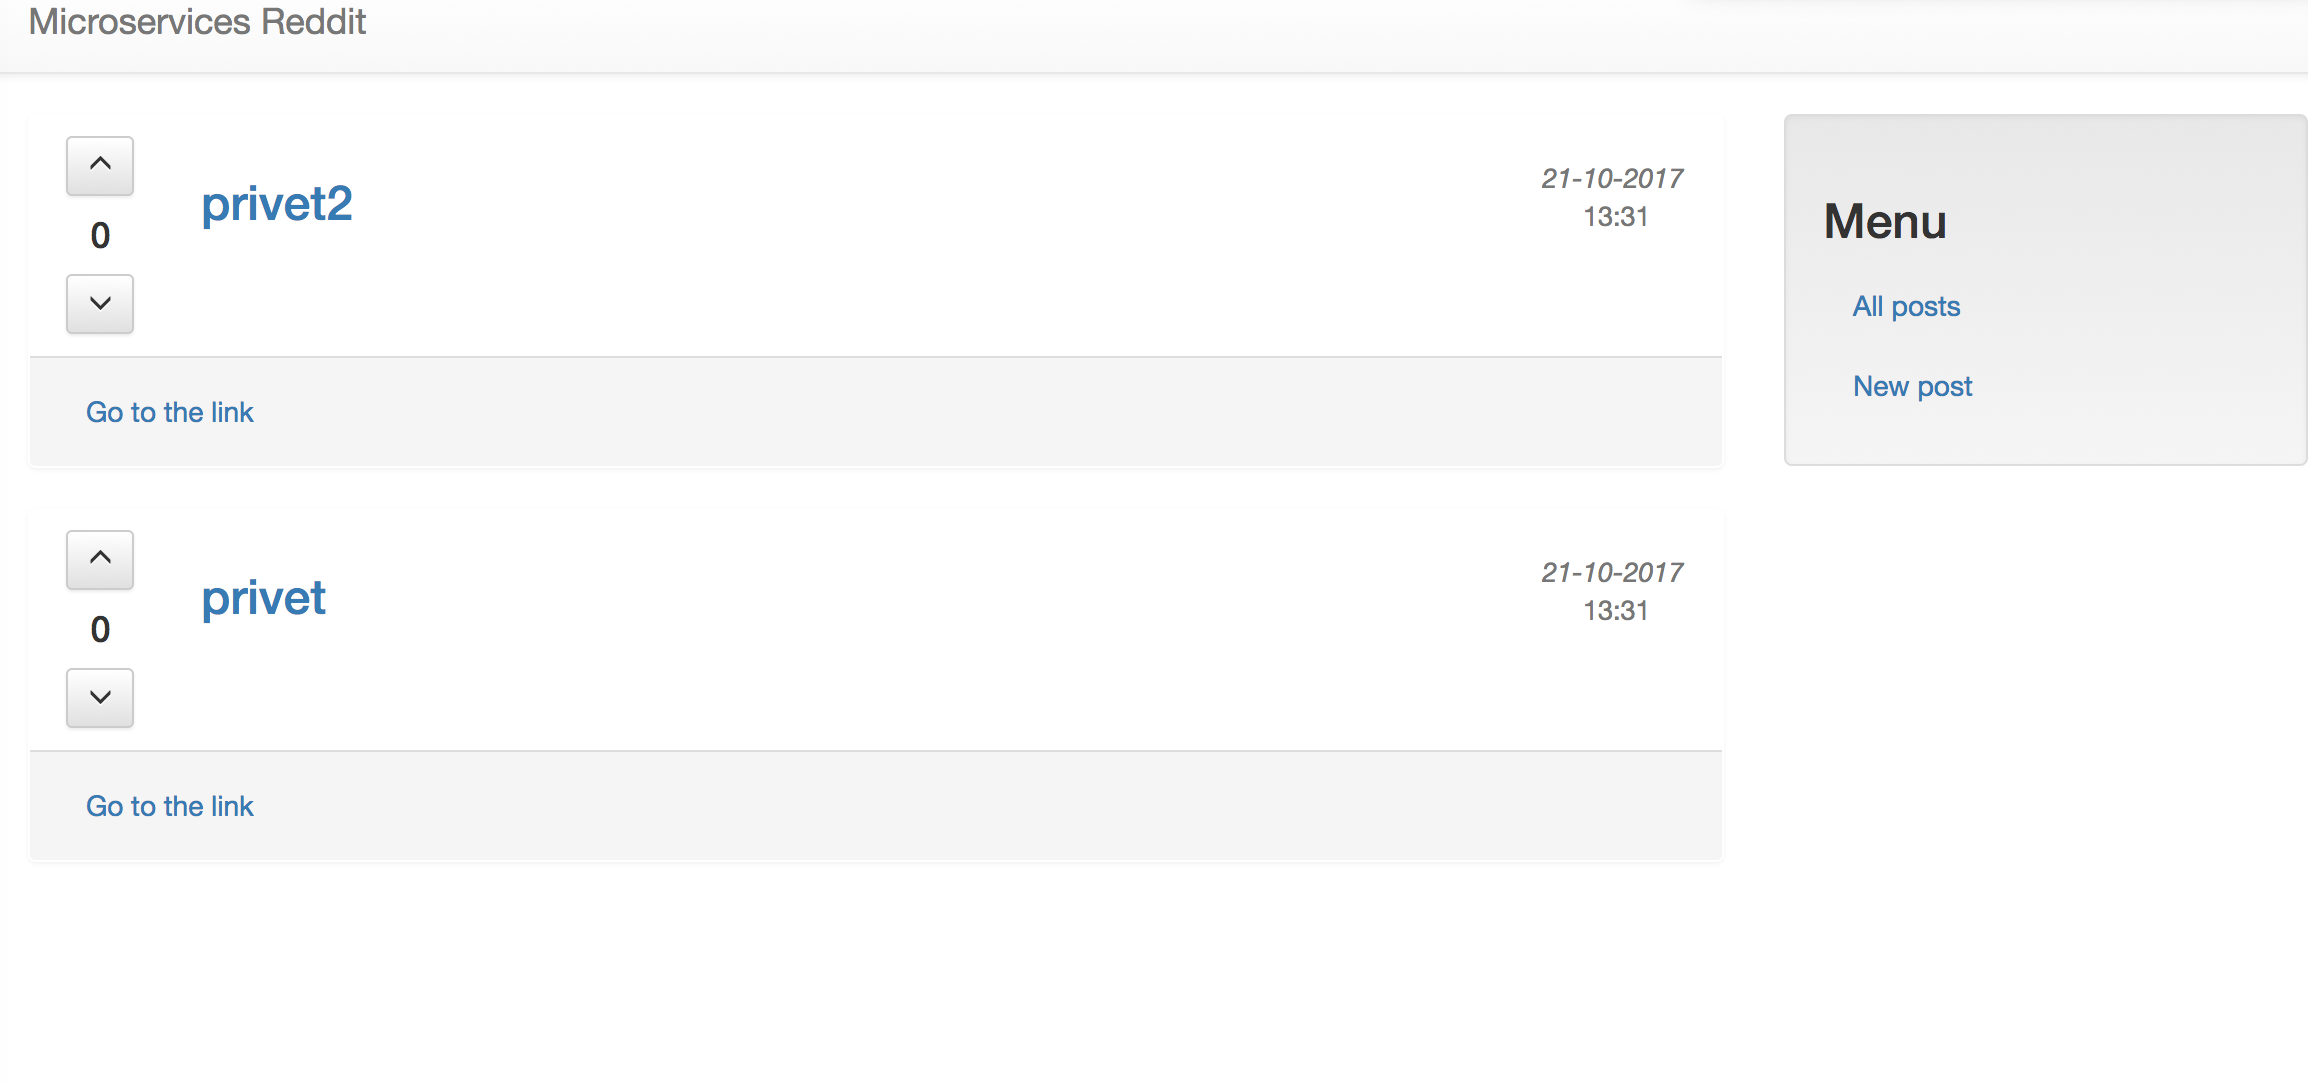 Microservices Reddit
privet2
21-10-2017
13:31
0
Go to the link
privet
21-10-2017
13:31
0
Go to the link
Menu
All posts
New post